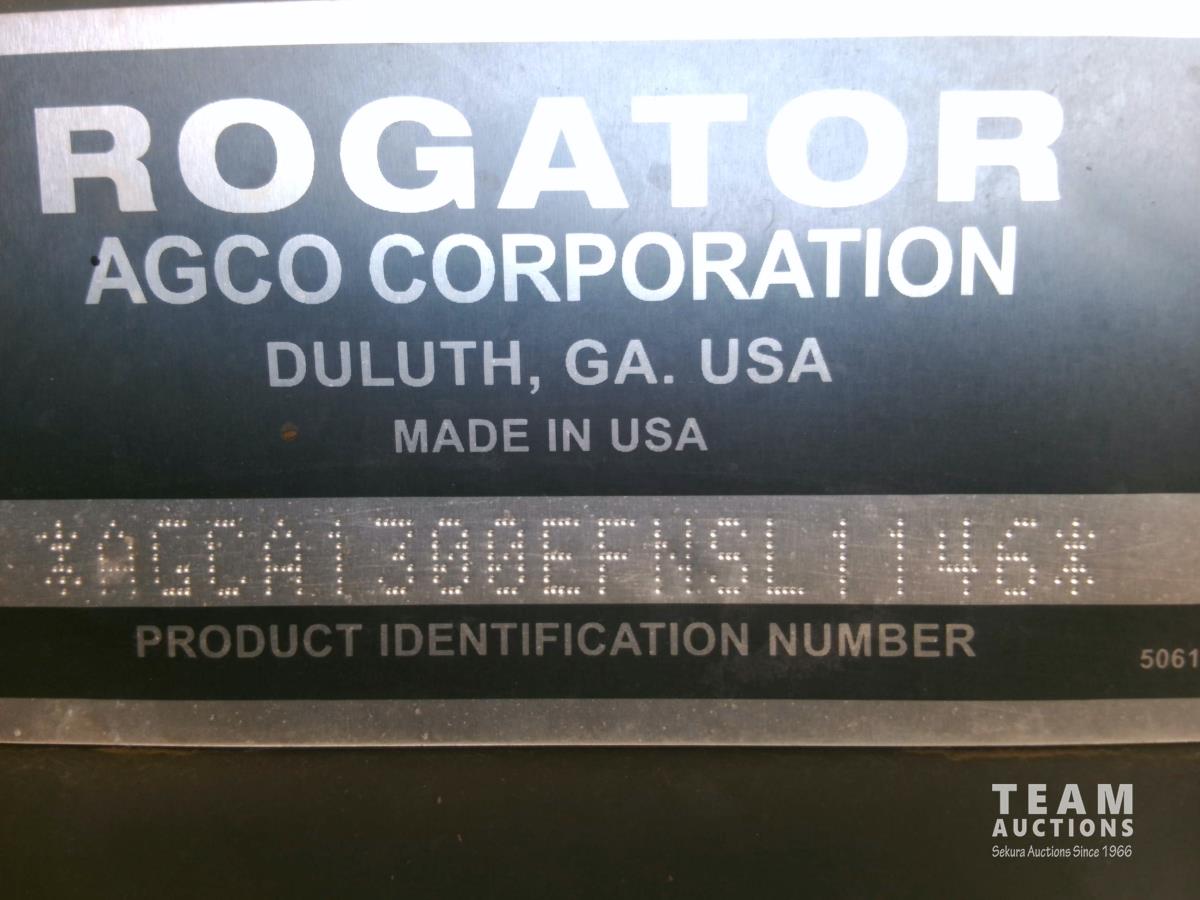 ROGATOR
AGCO CORPORATION
DULUTH, GA. USA
MADE IN USA
*AGCA1300EFNSL1146*
PRODUCT IDENTIFICATION NUMBER
5061
TEAM
AUCTIONS
Sekura Auctions Since 1966